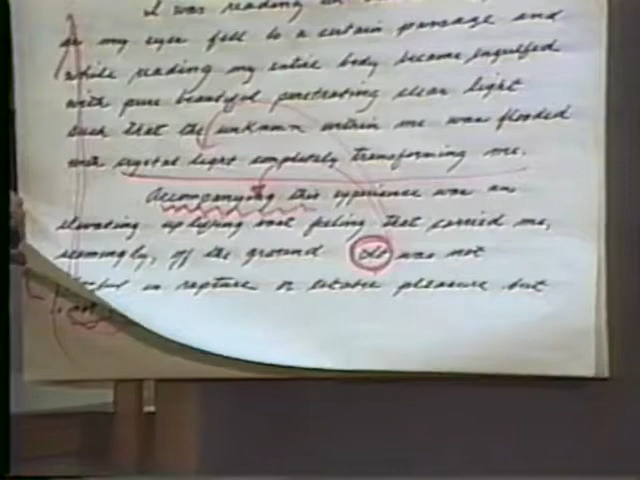 I was reading
as my eyes fell to a certain passage and
while reading my entire body became engulfed
with pure beautiful penetrating clear light
such that the unknown within me was flooded
with crystal light completely transforming me.
Accompanying this experience was an
elevating uplifting vast feeling that carried me,
seemingly, off the ground was not
in rapture or ecstatic pleasure but
not